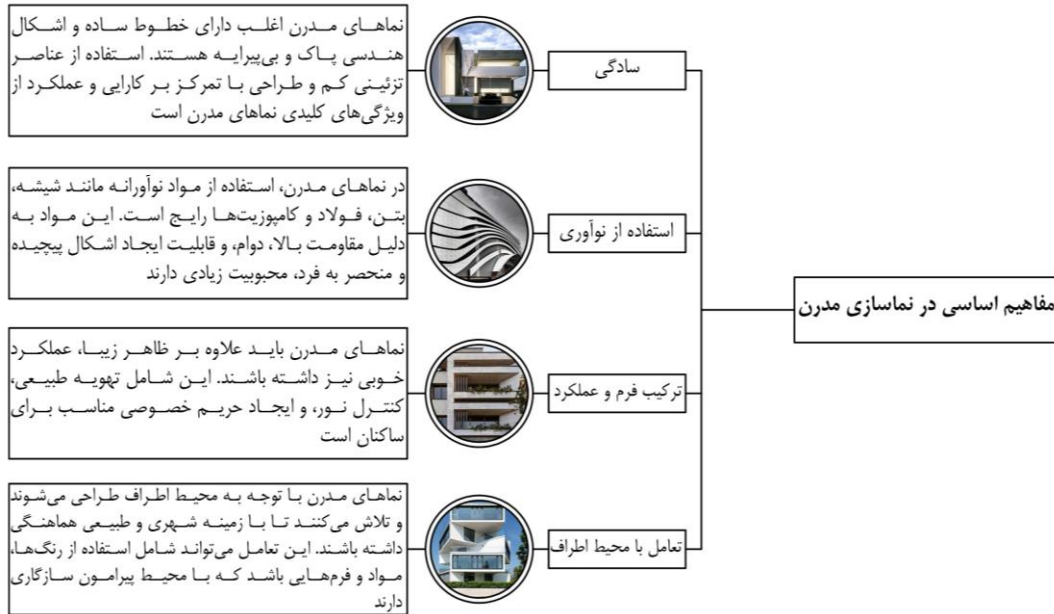 مفاهیم اساسی در نماسازی مدرن
سادگی
نماهای مدرن اغلب دارای خطوط ساده و اشکال
هندسی پاک و بی‌پیرایه هستند. استفاده از عناصر
تزئینی کم و طراحی با تمرکز بر کارایی و عملکرد از
ویژگی‌های کلیدی نماهای مدرن است
استفاده از نوآوری
در نماهای مدرن، استفاده از مواد نوآورانه مانند شیشه،
بتن، فولاد و کامپوزیت‌ها رایج است. این مواد به
دلیل مقاومت بالا، دوام، و قابلیت ایجاد اشکال پیچیده
و منحصر به فرد، محبوبیت زیادی دارند
ترکیب فرم و عملکرد
نماهای مدرن باید علاوه بر ظاهر زیبا، عملکرد
خوبی نیز داشته باشند. این شامل تهویه طبیعی،
کنترل نور، و ایجاد حریم خصوصی مناسب برای
ساکنان است
تعامل با محیط اطراف
نماهای مدرن با توجه به محیط اطراف طراحی می‌شوند
و تلاش می‌کنند تا با زمینه شهری و طبیعی هماهنگی
داشته باشند. این تعامل می‌تواند شامل استفاده از رنگ‌ها،
مواد و فرم‌هایی باشد که با محیط پیرامون سازگاری
دارند